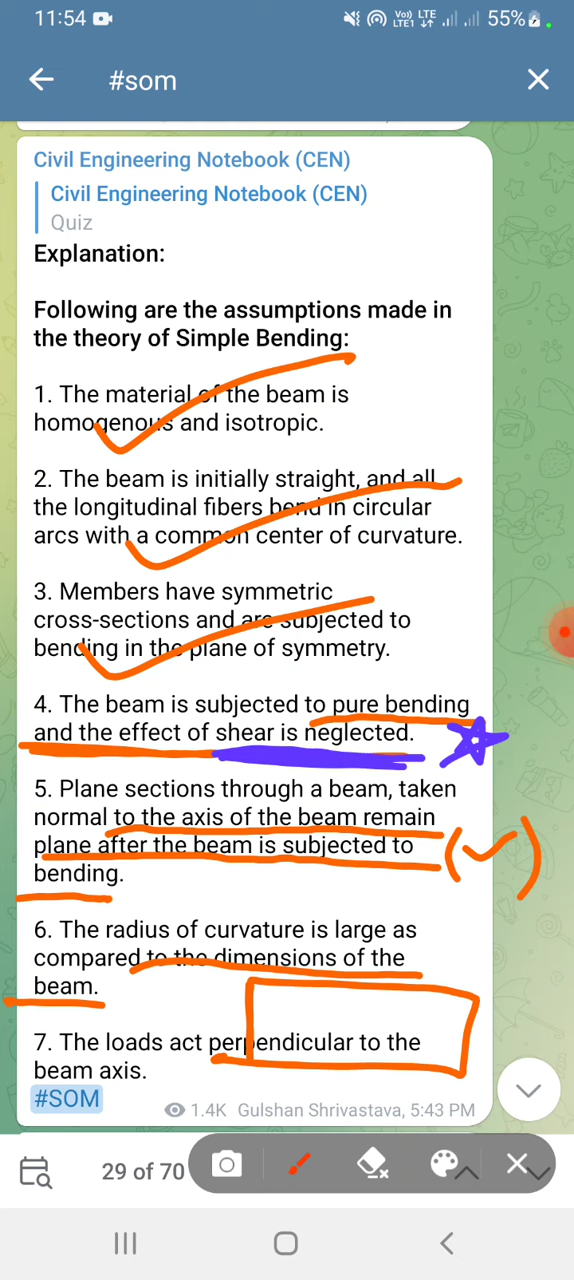 11:54
Vo)) LTE
LTE1
55%
#som
Civil Engineering Notebook (CEN)
Civil Engineering Notebook (CEN)
Quiz
Explanation:
Following are the assumptions made in
the theory of Simple Bending:
1. The material of the beam is
homogenous and isotropic.
2. The beam is initially straight, and all
the longitudinal fibers bend in circular
arcs with a common center of curvature.
3. Members have symmetric
cross-sections and are subjected to
bending in the plane of symmetry.
4. The beam is subjected to pure bending
and the effect of shear is neglected.
5. Plane sections through a beam, taken
normal to the axis of the beam remain
plane after the beam is subjected to
bending.
6. The radius of curvature is large as
compared to the dimensions of the
beam.
7. The loads act perpendicular to the
beam axis.
#SOM
1.4K Gulshan Shrivastava, 5:43 PM
29 of 70